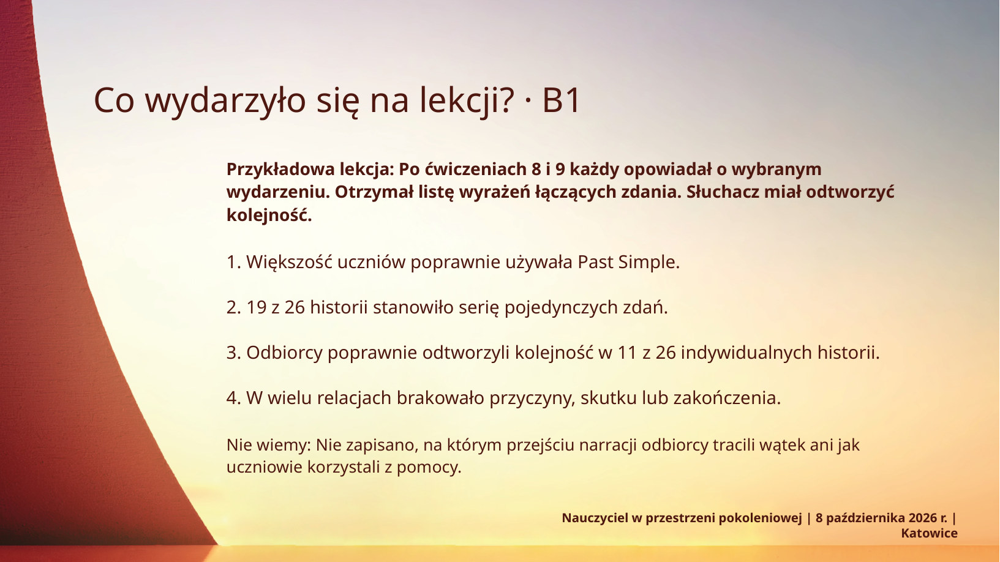 Co wydarzyło się na lekcji? · B1
Przykładowa lekcja: Po ćwiczeniach 8 i 9 każdy opowiadał o wybranym
wydarzeniu. Otrzymał listę wyrażeń łączących zdania. Słuchacz miał odtworzyć
kolejność.
1. Większość uczniów poprawnie używała Past Simple.
2. 19 z 26 historii stanowiło serię pojedynczych zdań.
3. Odbiorcy poprawnie odtworzyli kolejność w 11 z 26 indywidualnych historii.
4. W wielu relacjach brakowało przyczyny, skutku lub zakończenia.
Nie wiemy: Nie zapisano, na którym przejściu narracji odbiorcy tracili wątek ani jak
uczniowie korzystali z pomocy.
Nauczyciel w przestrzeni pokoleniowej | 8 października 2026 r. |
Katowice